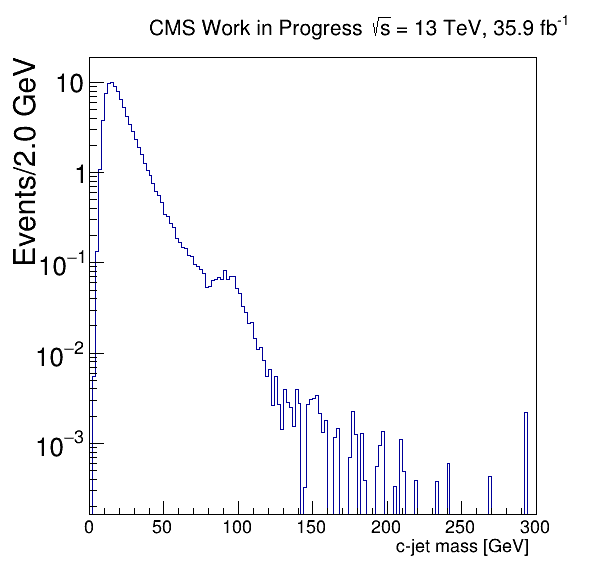 CMS Work in Progress √s = 13 TeV, 35.9 fb⁻¹
Events/2.0 GeV
10
1
10⁻¹
10⁻²
10⁻³
0 50 100 150 200 250 300
c-jet mass [GeV]